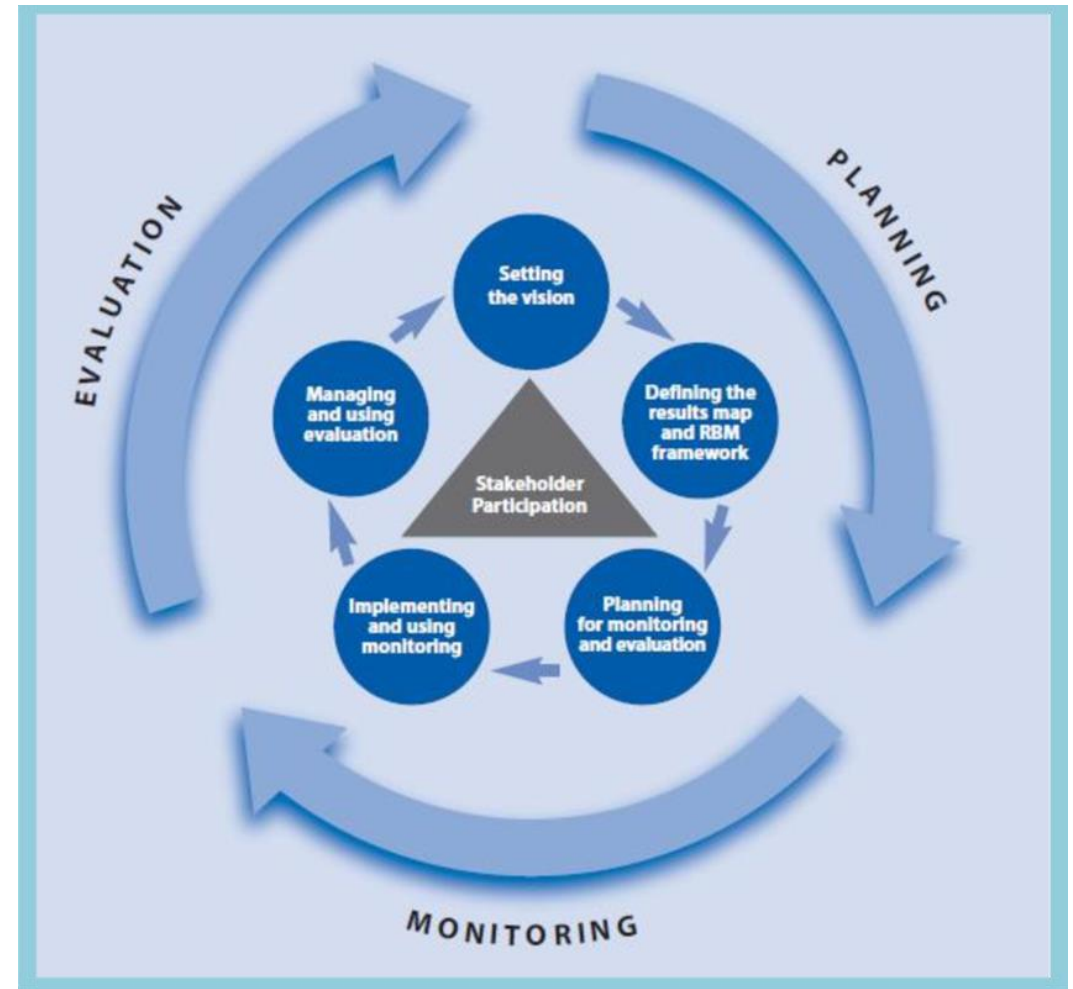 EVALUATION
PLANNING
Setting
the vision
Managing
and using
evaluation
Defining the
results map
and RBM
framework
Stakeholder
Participation
Implementing
and using
monitoring
Planning
for monitoring
and evaluation
MONITORING